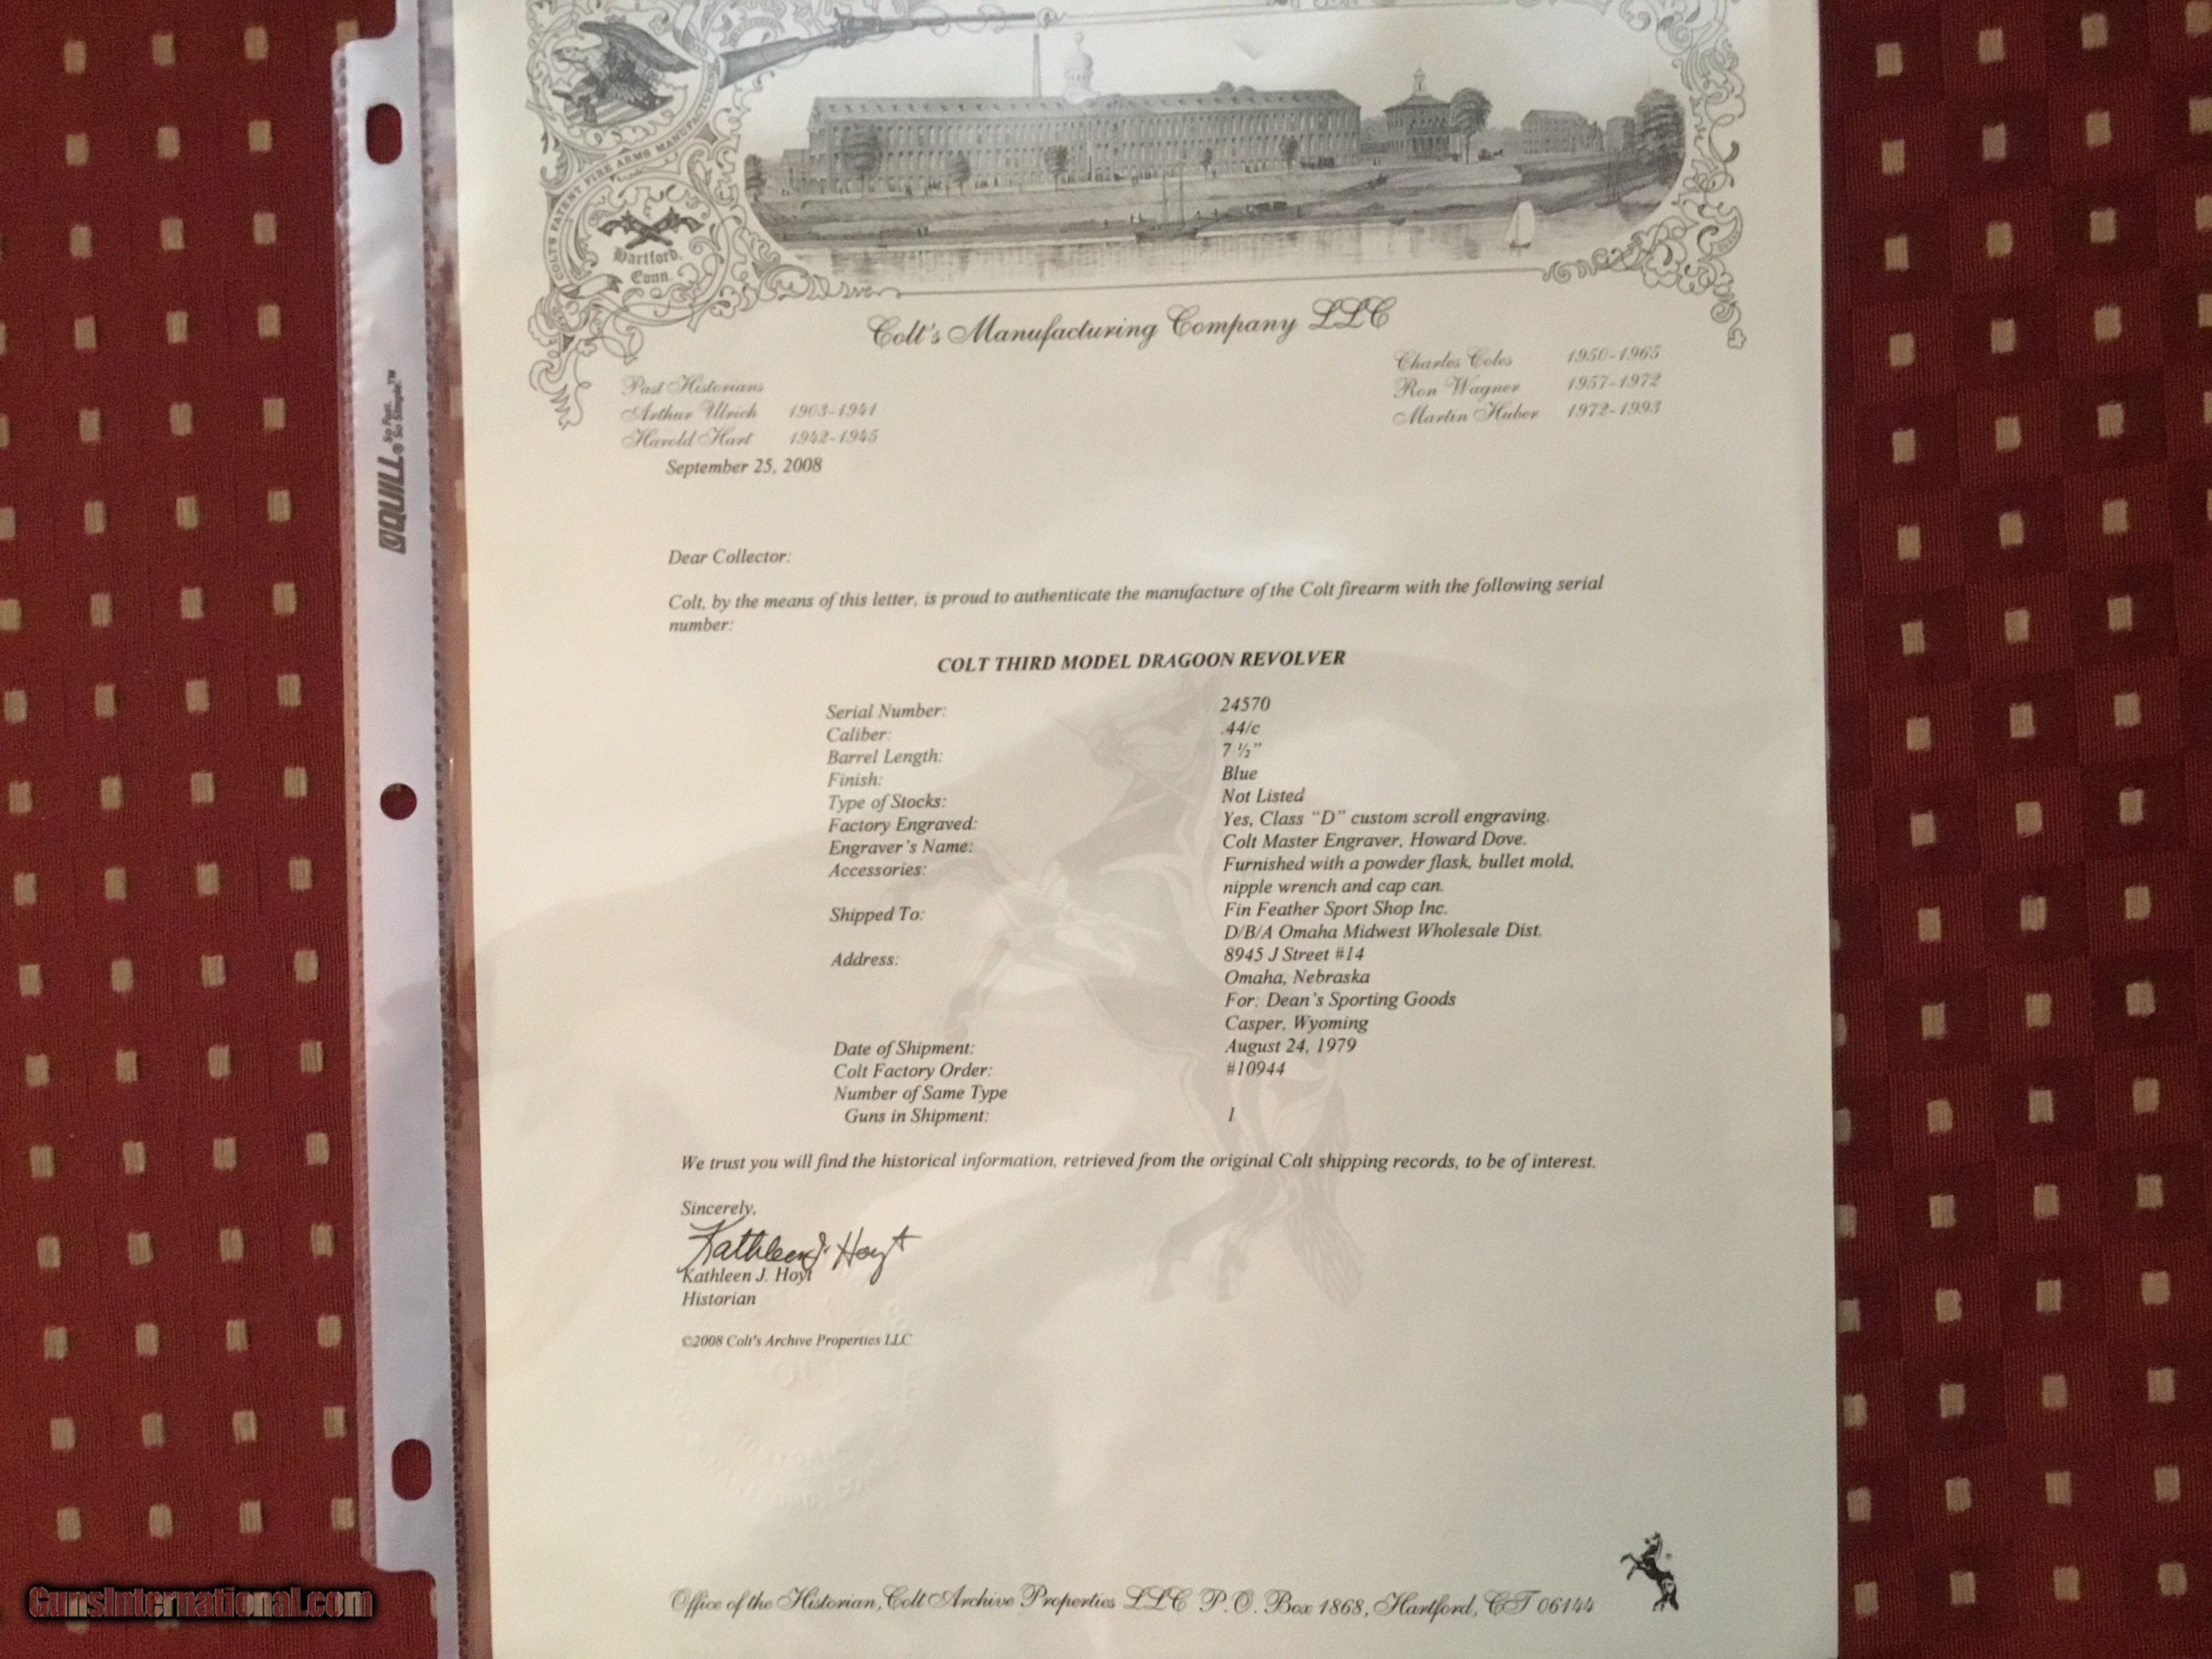 COLT'S PATENT FIRE ARMS MANUFACTURING
Hartford,
Conn.
Colt's Manufacturing Company LLC
Past Historians
Arthur Ulrich 1903-1941
Harold Hart 1942-1945
Charles Coles 1950-1965
Ron Wagner 1957-1972
Martin Huber 1972-1993
September 25, 2008
Dear Collector:
Colt, by the means of this letter, is proud to authenticate the manufacture of the Colt firearm with the following serial
number:
COLT THIRD MODEL DRAGOON REVOLVER
Serial Number: 24570
Caliber: .44/c
Barrel Length: 7 ½"
Finish: Blue
Type of Stocks: Not Listed
Factory Engraved: Yes, Class "D" custom scroll engraving.
Engraver's Name: Colt Master Engraver, Howard Dove.
Accessories: Furnished with a powder flask, bullet mold,
nipple wrench and cap can.
Shipped To: Fin Feather Sport Shop Inc.
D/B/A Omaha Midwest Wholesale Dist.
Address: 8945 J Street #14
Omaha, Nebraska
For: Dean's Sporting Goods
Casper, Wyoming
Date of Shipment: August 24, 1979
Colt Factory Order: #10944
Number of Same Type
Guns in Shipment: 1
We trust you will find the historical information, retrieved from the original Colt shipping records, to be of interest.
Sincerely,
Kathleen J. Hoyt
Kathleen J. Hoyt
Historian
©2008 Colt's Archive Properties LLC
Office of the Historian, Colt Archive Properties LLC P.O. Box 1868, Hartford, CT 06144
QUILL® So Fast. So Simple.™
GunsInternational.com